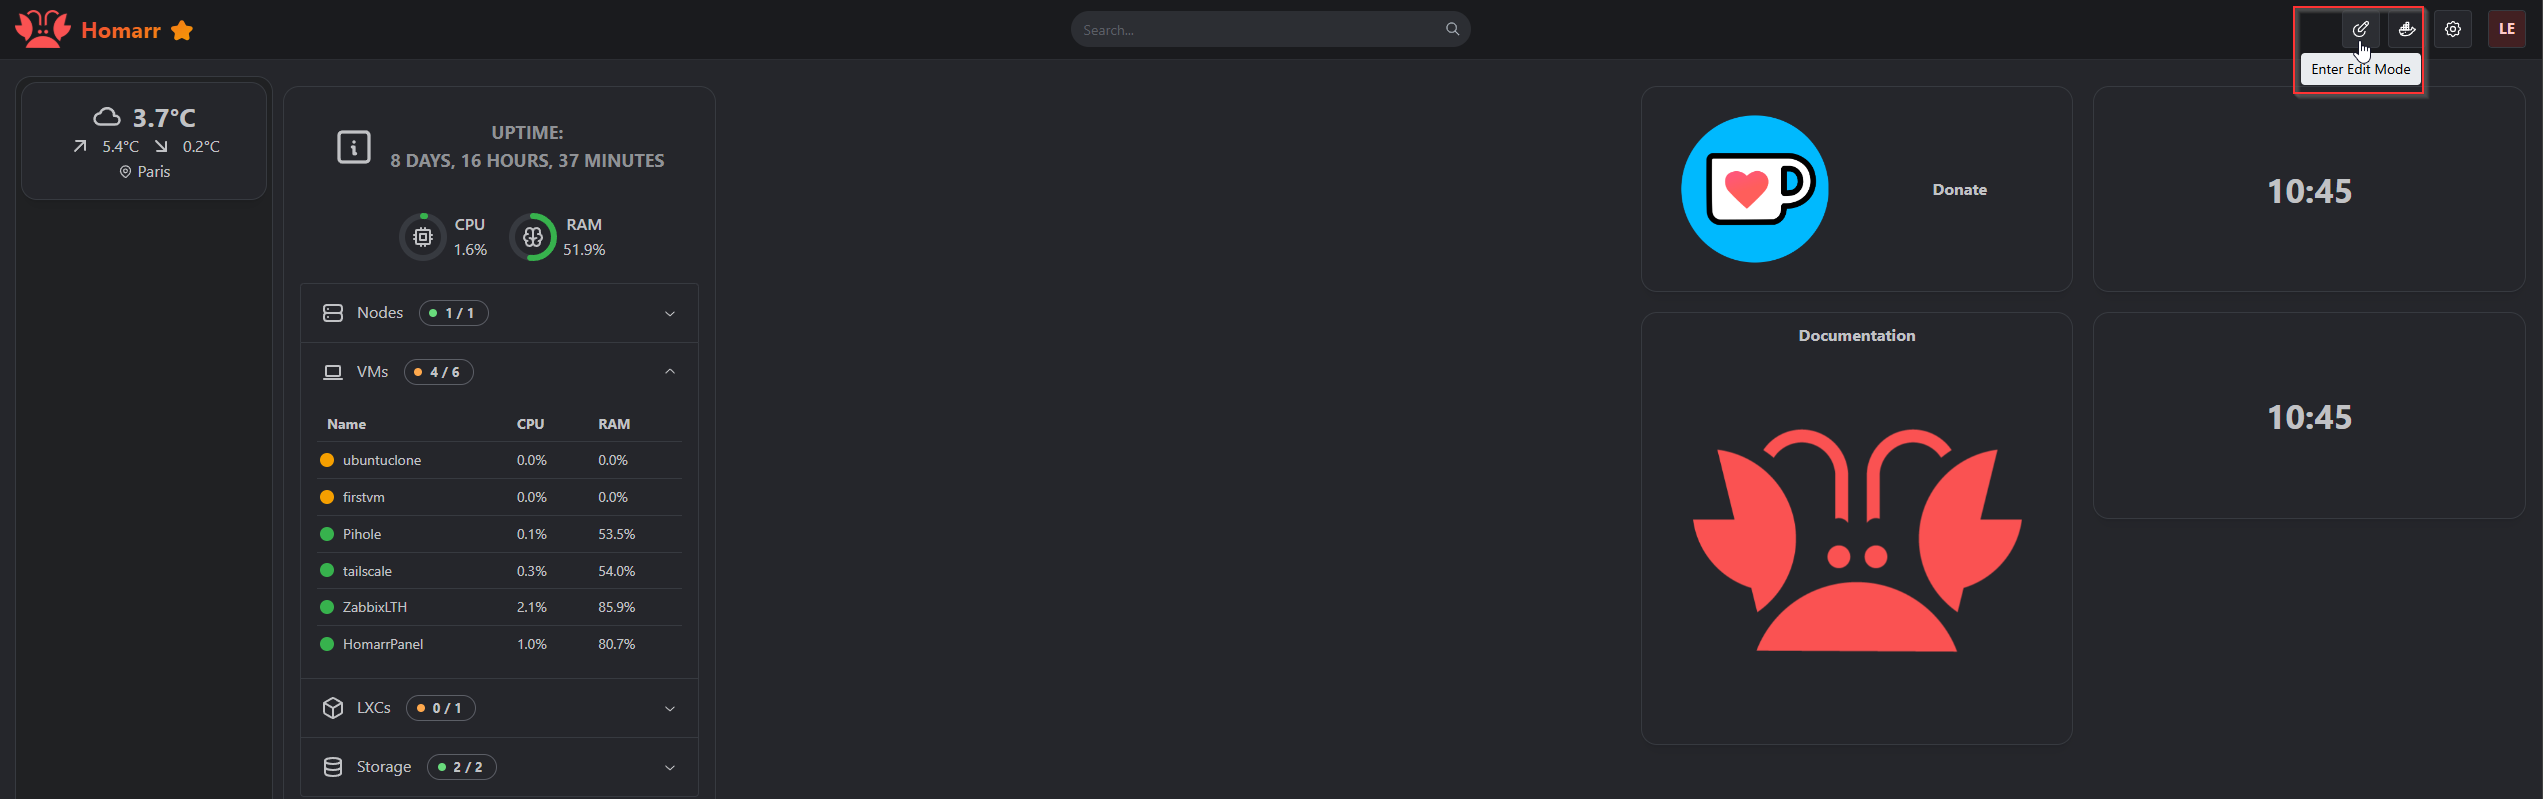 Homarr
Search...
LE
Enter Edit Mode
3.7°C
5.4°C 0.2°C
Paris
UPTIME:
8 DAYS, 16 HOURS, 37 MINUTES
CPU
1.6%
RAM
51.9%
Nodes 1 / 1
VMs 4 / 6
Name CPU RAM
ubuntuclone 0.0% 0.0%
firstvm 0.0% 0.0%
Pihole 0.1% 53.5%
tailscale 0.3% 54.0%
ZabbixLTH 2.1% 85.9%
HomarrPanel 1.0% 80.7%
LXCs 0 / 1
Storage 2 / 2
Donate
10:45
Documentation
10:45